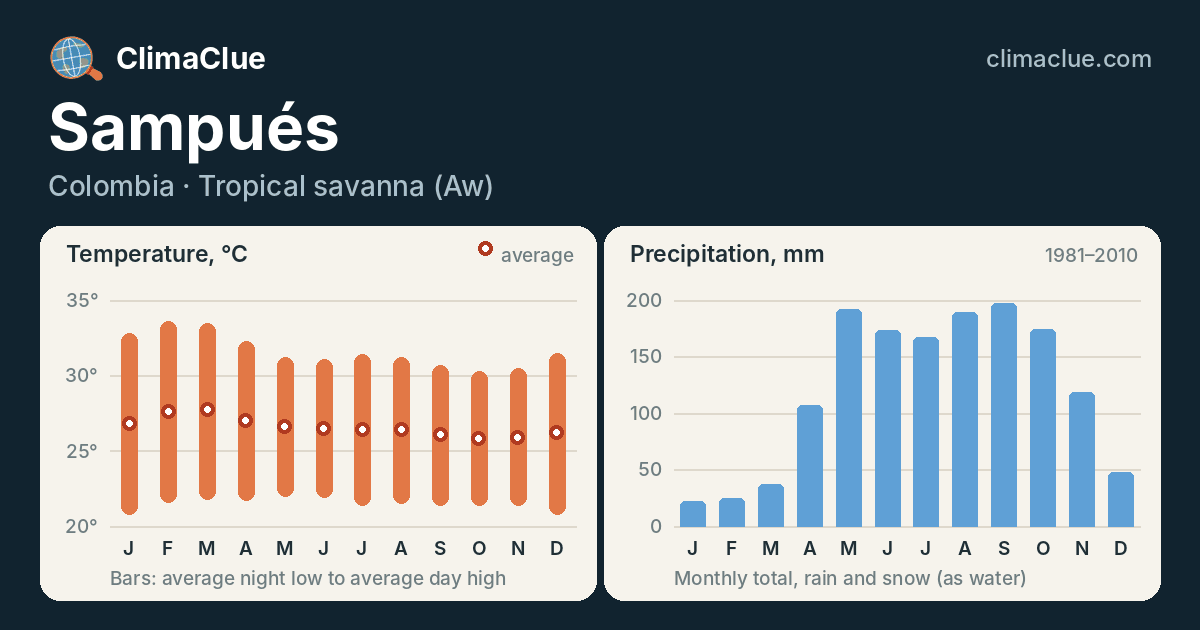 ClimaClue
climaclue.com
Sampués
Colombia · Tropical savanna (Aw)
Temperature, °C
average
35°
30°
25°
20°
J F M A M J J A S O N D
Bars: average night low to average day high
Precipitation, mm
1981–2010
200
150
100
50
0
J F M A M J J A S O N D
Monthly total, rain and snow (as water)